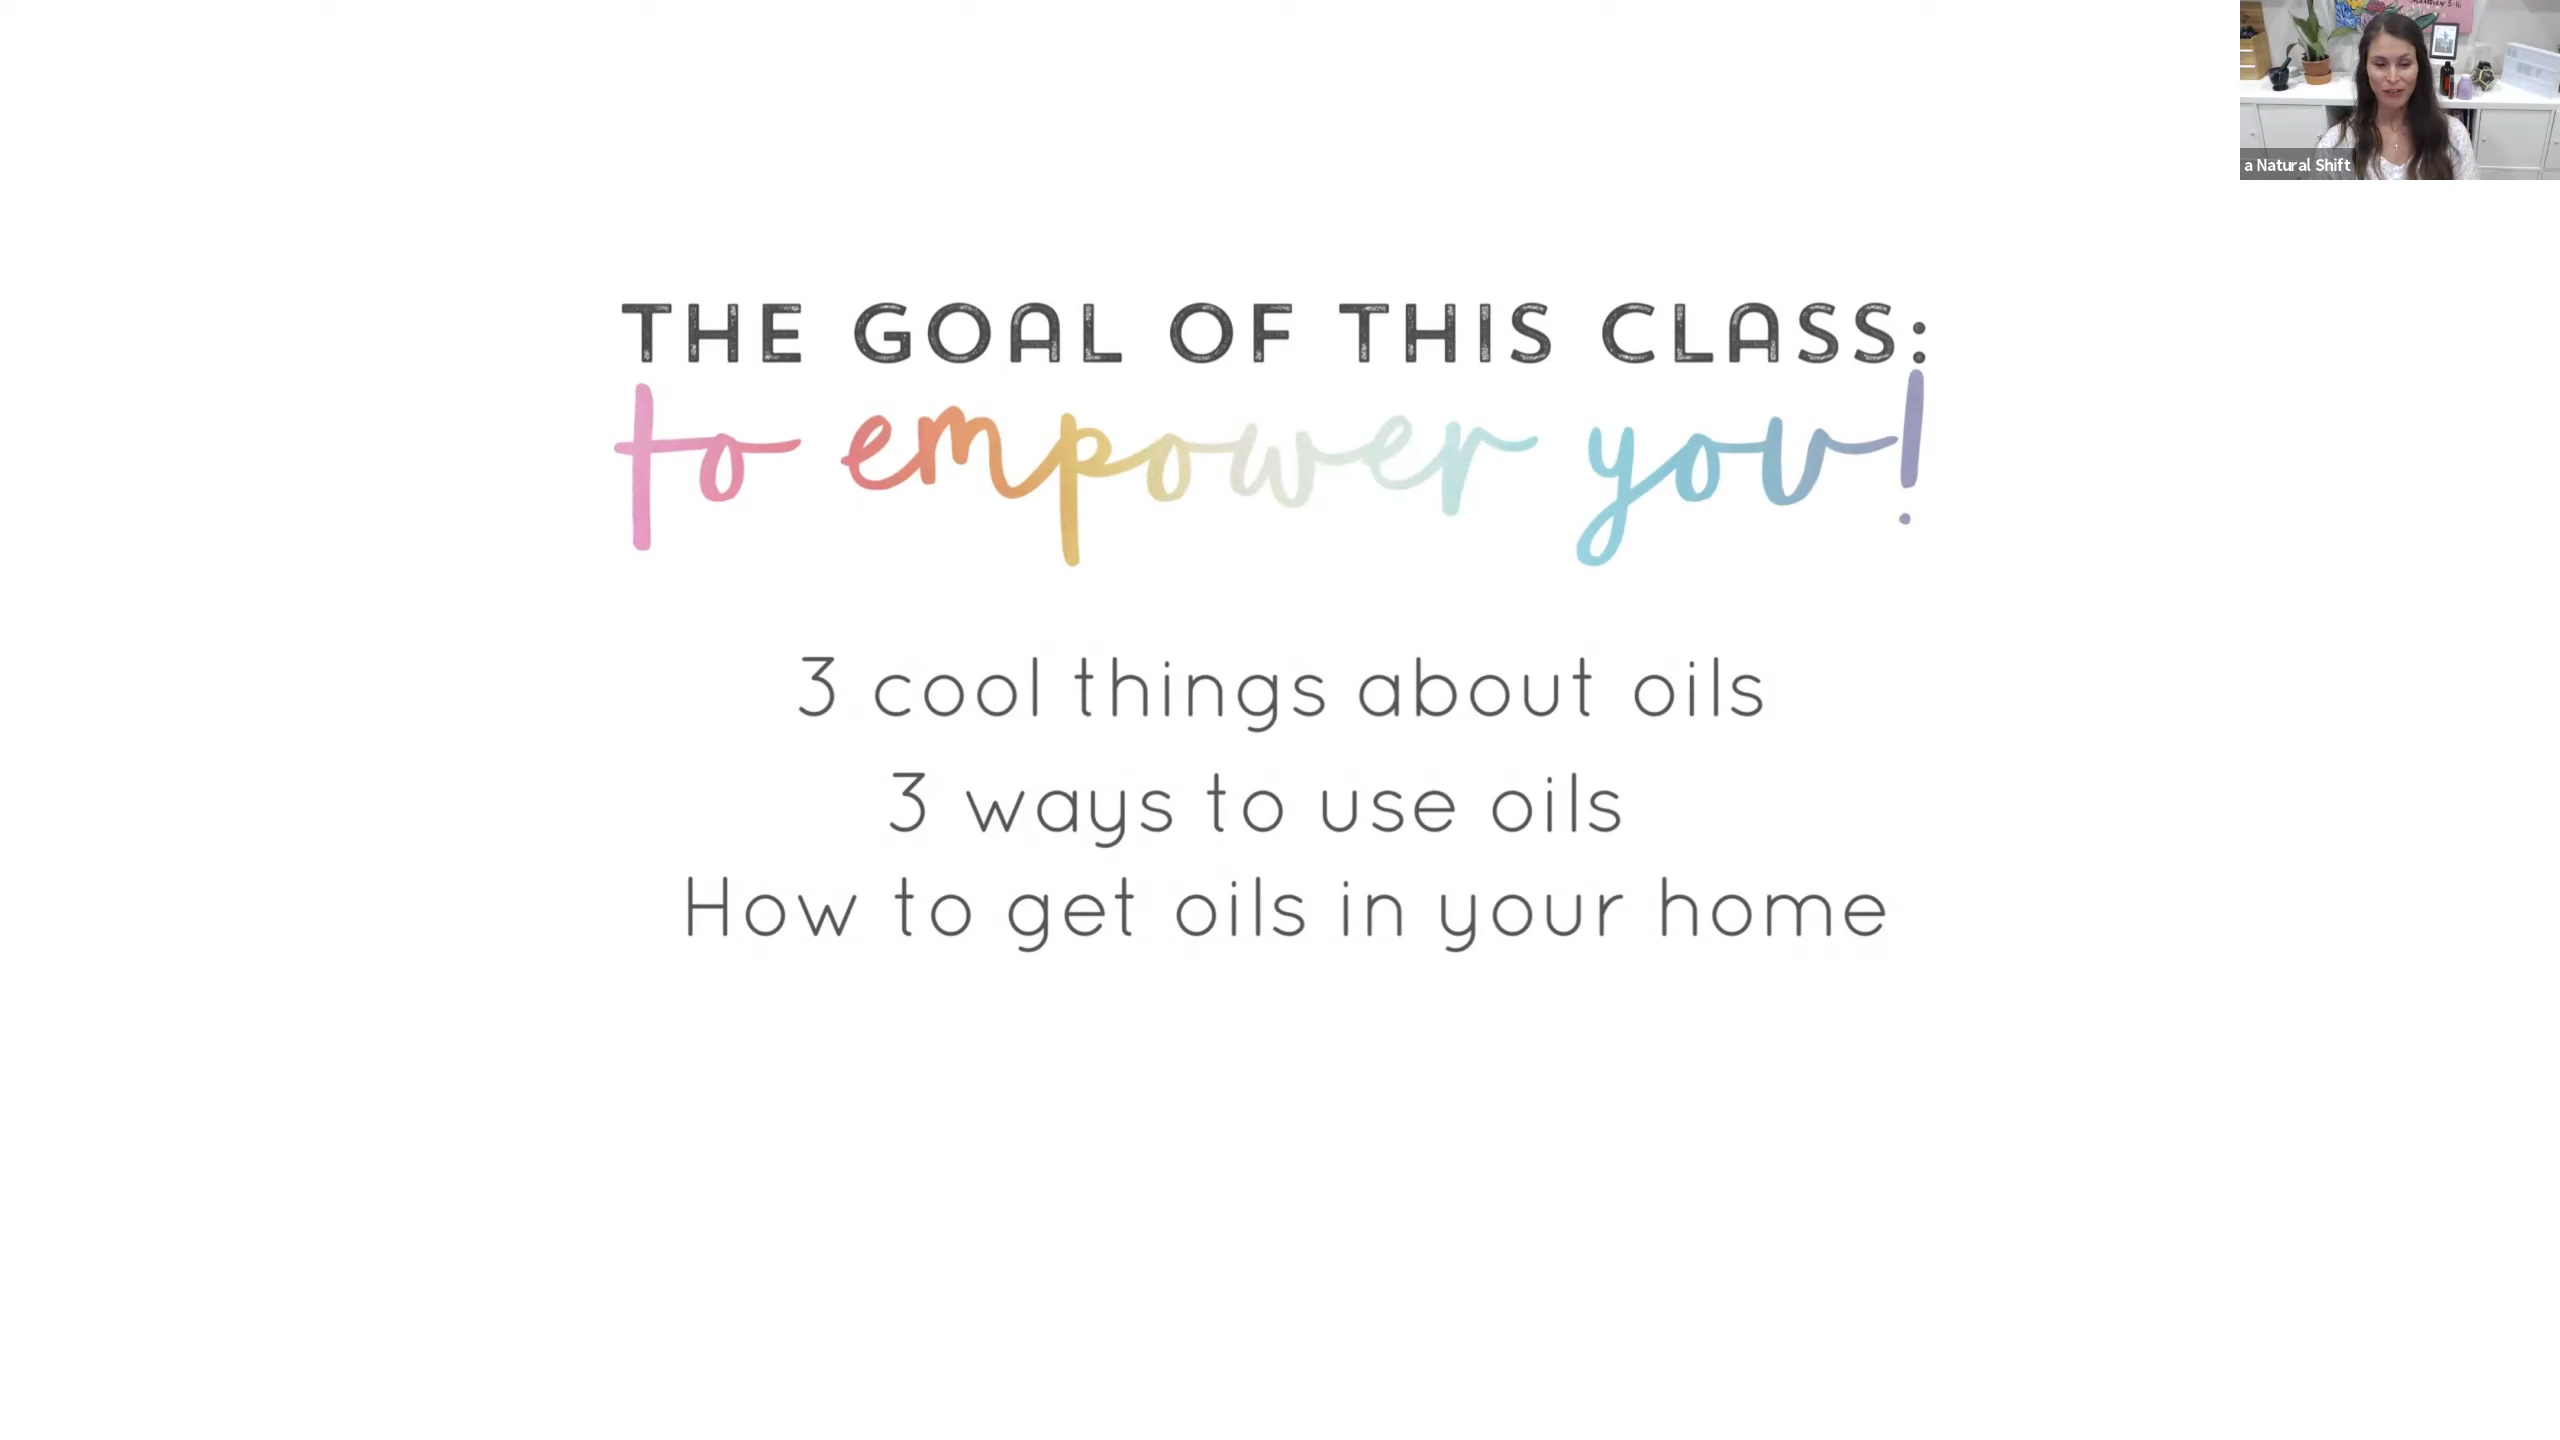 THE GOAL OF THIS CLASS:
to empower you!
3 cool things about oils
3 ways to use oils
How to get oils in your home
a Natural Shift